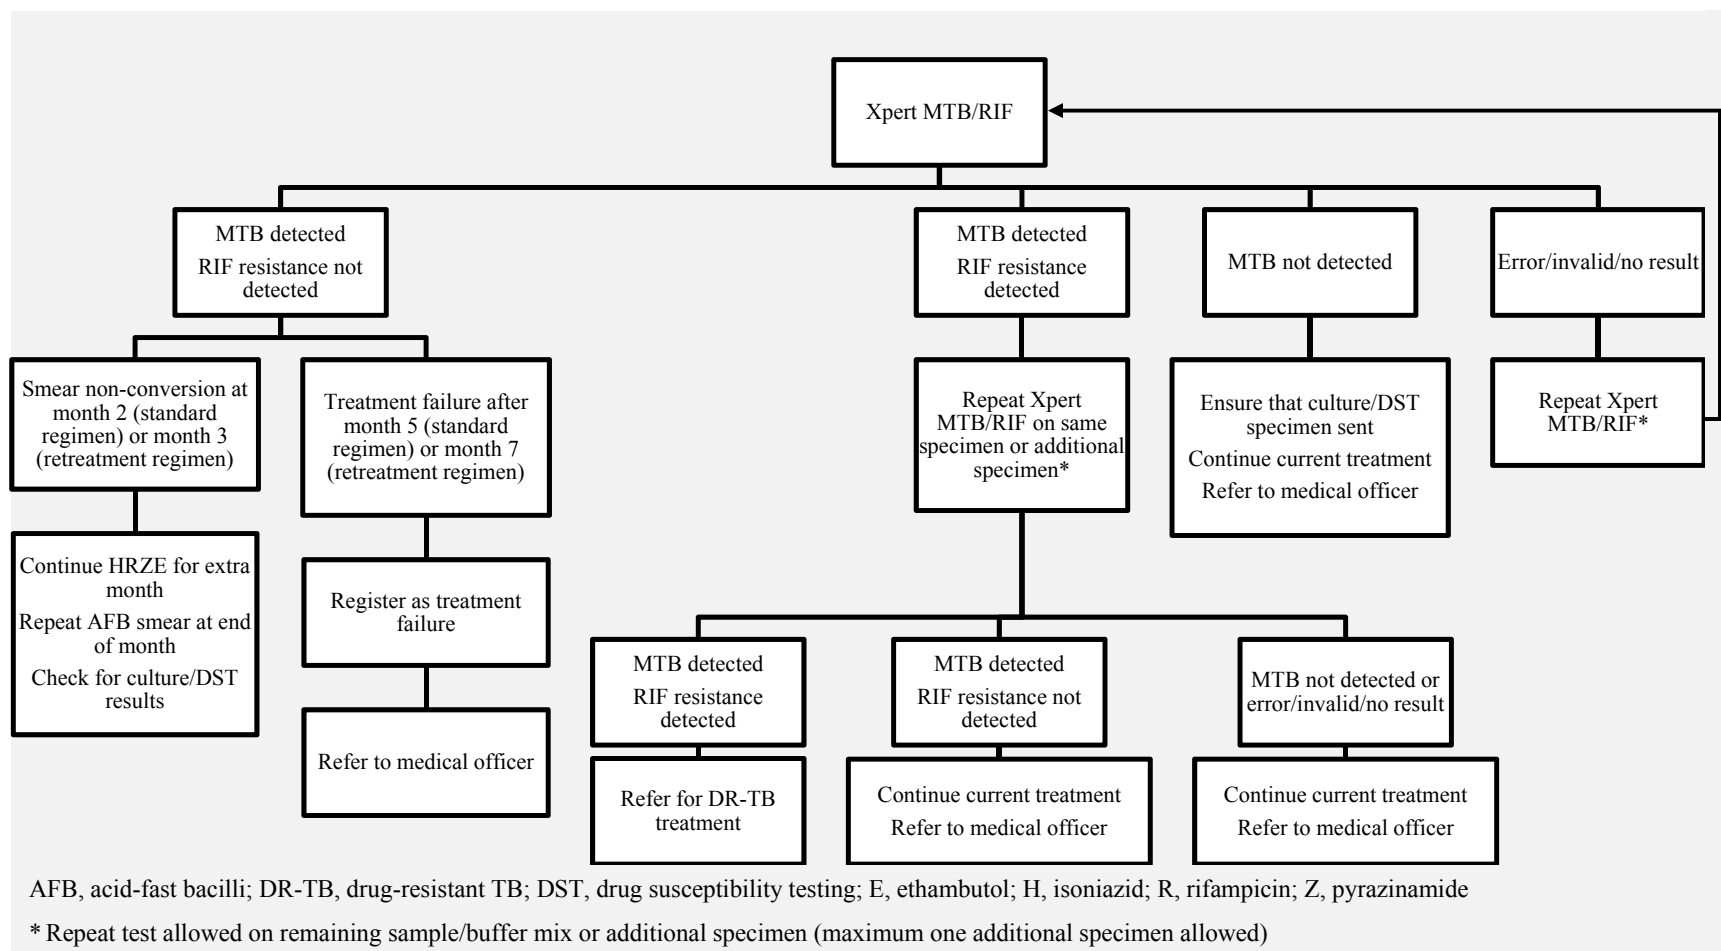 Xpert MTB/RIF
MTB detected
RIF resistance not
detected
MTB detected
RIF resistance
detected
MTB not detected
Error/invalid/no result
Smear non-conversion at
month 2 (standard
regimen) or month 3
(retreatment regimen)
Treatment failure after
month 5 (standard
regimen) or month 7
(retreatment regimen)
Repeat Xpert
MTB/RIF on same
specimen or additional
specimen*
Ensure that culture/DST
specimen sent
Continue current treatment
Refer to medical officer
Repeat Xpert
MTB/RIF*
Continue HRZE for extra
month
Repeat AFB smear at end
of month
Check for culture/DST
results
Register as treatment
failure
Refer to medical officer
MTB detected
RIF resistance
detected
MTB detected
RIF resistance not
detected
MTB not detected or
error/invalid/no result
Refer for DR-TB
treatment
Continue current treatment
Refer to medical officer
Continue current treatment
Refer to medical officer
AFB, acid-fast bacilli; DR-TB, drug-resistant TB; DST, drug susceptibility testing; E, ethambutol; H, isoniazid; R, rifampicin; Z, pyrazinamide
* Repeat test allowed on remaining sample/buffer mix or additional specimen (maximum one additional specimen allowed)